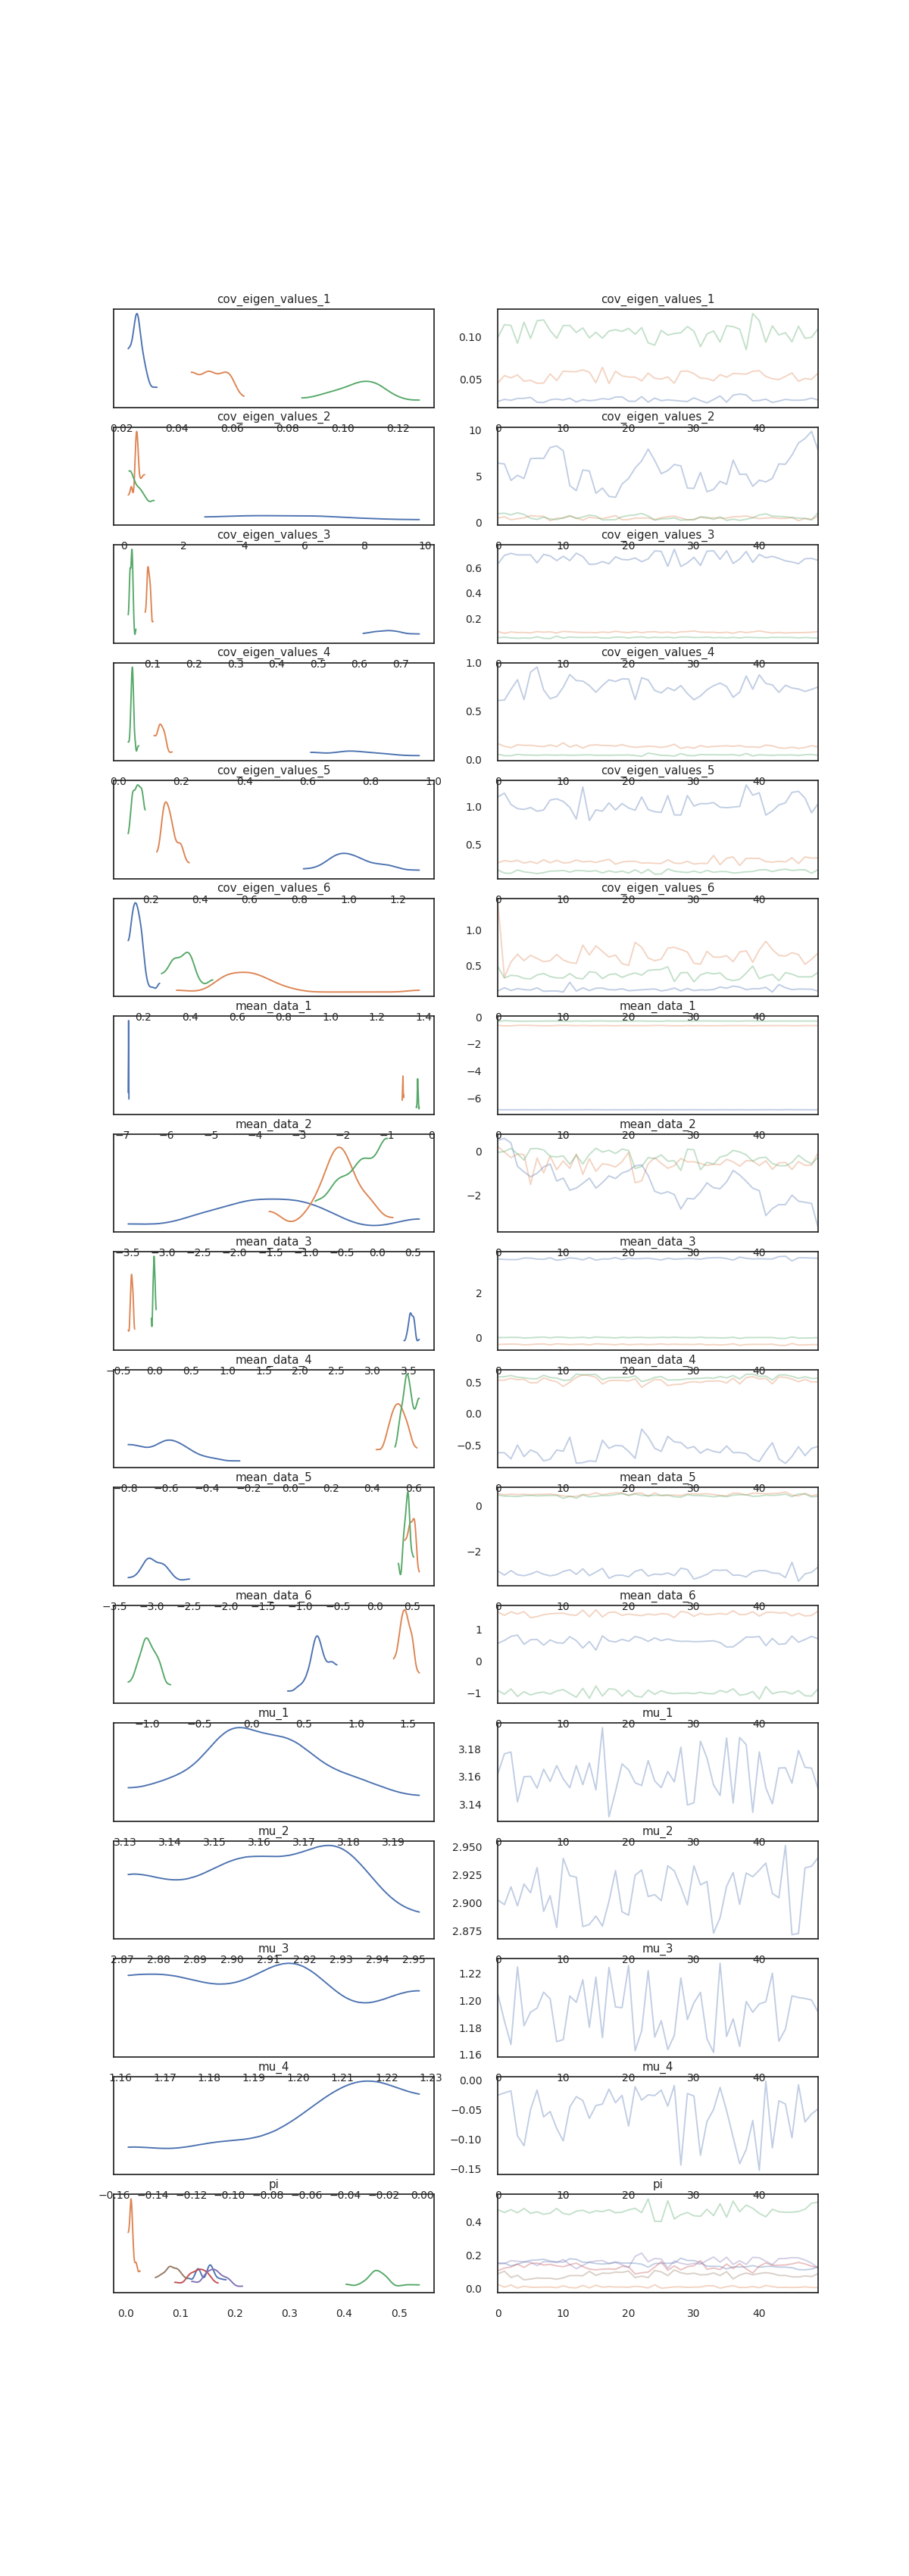 cov_eigen_values_1 cov_eigen_values_1
0.10
0.05
cov_eigen_values_2 cov_eigen_values_2
0.02 0.04 0.06 0.08 0.10 0.12 0 10 20 30 40
10
5
0
cov_eigen_values_3 cov_eigen_values_3
0 2 4 6 8 10 0 10 20 30 40
0.6
0.4
0.2
cov_eigen_values_4 cov_eigen_values_4
0.1 0.2 0.3 0.4 0.5 0.6 0.7 0 10 20 30 40
1.0
0.5
0.0
cov_eigen_values_5 cov_eigen_values_5
0.0 0.2 0.4 0.6 0.8 1.0 0 10 20 30 40
1.0
0.5
cov_eigen_values_6 cov_eigen_values_6
0.2 0.4 0.6 0.8 1.0 1.2 0 10 20 30 40
1.0
0.5
mean_data_1 mean_data_1
0.2 0.4 0.6 0.8 1.0 1.2 1.4 0 10 20 30 40
0
−2
−4
−6
mean_data_2 mean_data_2
−7 −6 −5 −4 −3 −2 −1 0 0 10 20 30 40
0
−2
mean_data_3 mean_data_3
−3.5 −3.0 −2.5 −2.0 −1.5 −1.0 −0.5 0.0 0.5 0 10 20 30 40
2
0
mean_data_4 mean_data_4
−0.5 0.0 0.5 1.0 1.5 2.0 2.5 3.0 3.5 0 10 20 30 40
0.5
0.0
−0.5
mean_data_5 mean_data_5
−0.8 −0.6 −0.4 −0.2 0.0 0.2 0.4 0.6 0 10 20 30 40
0
−2
mean_data_6 mean_data_6
−3.5 −3.0 −2.5 −2.0 −1.5 −1.0 −0.5 0.0 0.5 0 10 20 30 40
1
0
−1
mu_1 mu_1
−1.0 −0.5 0.0 0.5 1.0 1.5 0 10 20 30 40
3.18
3.16
3.14
mu_2 mu_2
3.13 3.14 3.15 3.16 3.17 3.18 3.19 0 10 20 30 40
2.950
2.925
2.900
2.875
mu_3 mu_3
2.87 2.88 2.89 2.90 2.91 2.92 2.93 2.94 2.95 0 10 20 30 40
1.22
1.20
1.18
1.16
mu_4 mu_4
1.16 1.17 1.18 1.19 1.20 1.21 1.22 1.23 0 10 20 30 40
0.00
−0.05
−0.10
−0.15
pi pi
−0.16 −0.14 −0.12 −0.10 −0.08 −0.06 −0.04 −0.02 0.00 0 10 20 30 40
0.4
0.2
0.0
0.0 0.1 0.2 0.3 0.4 0.5 0 10 20 30 40